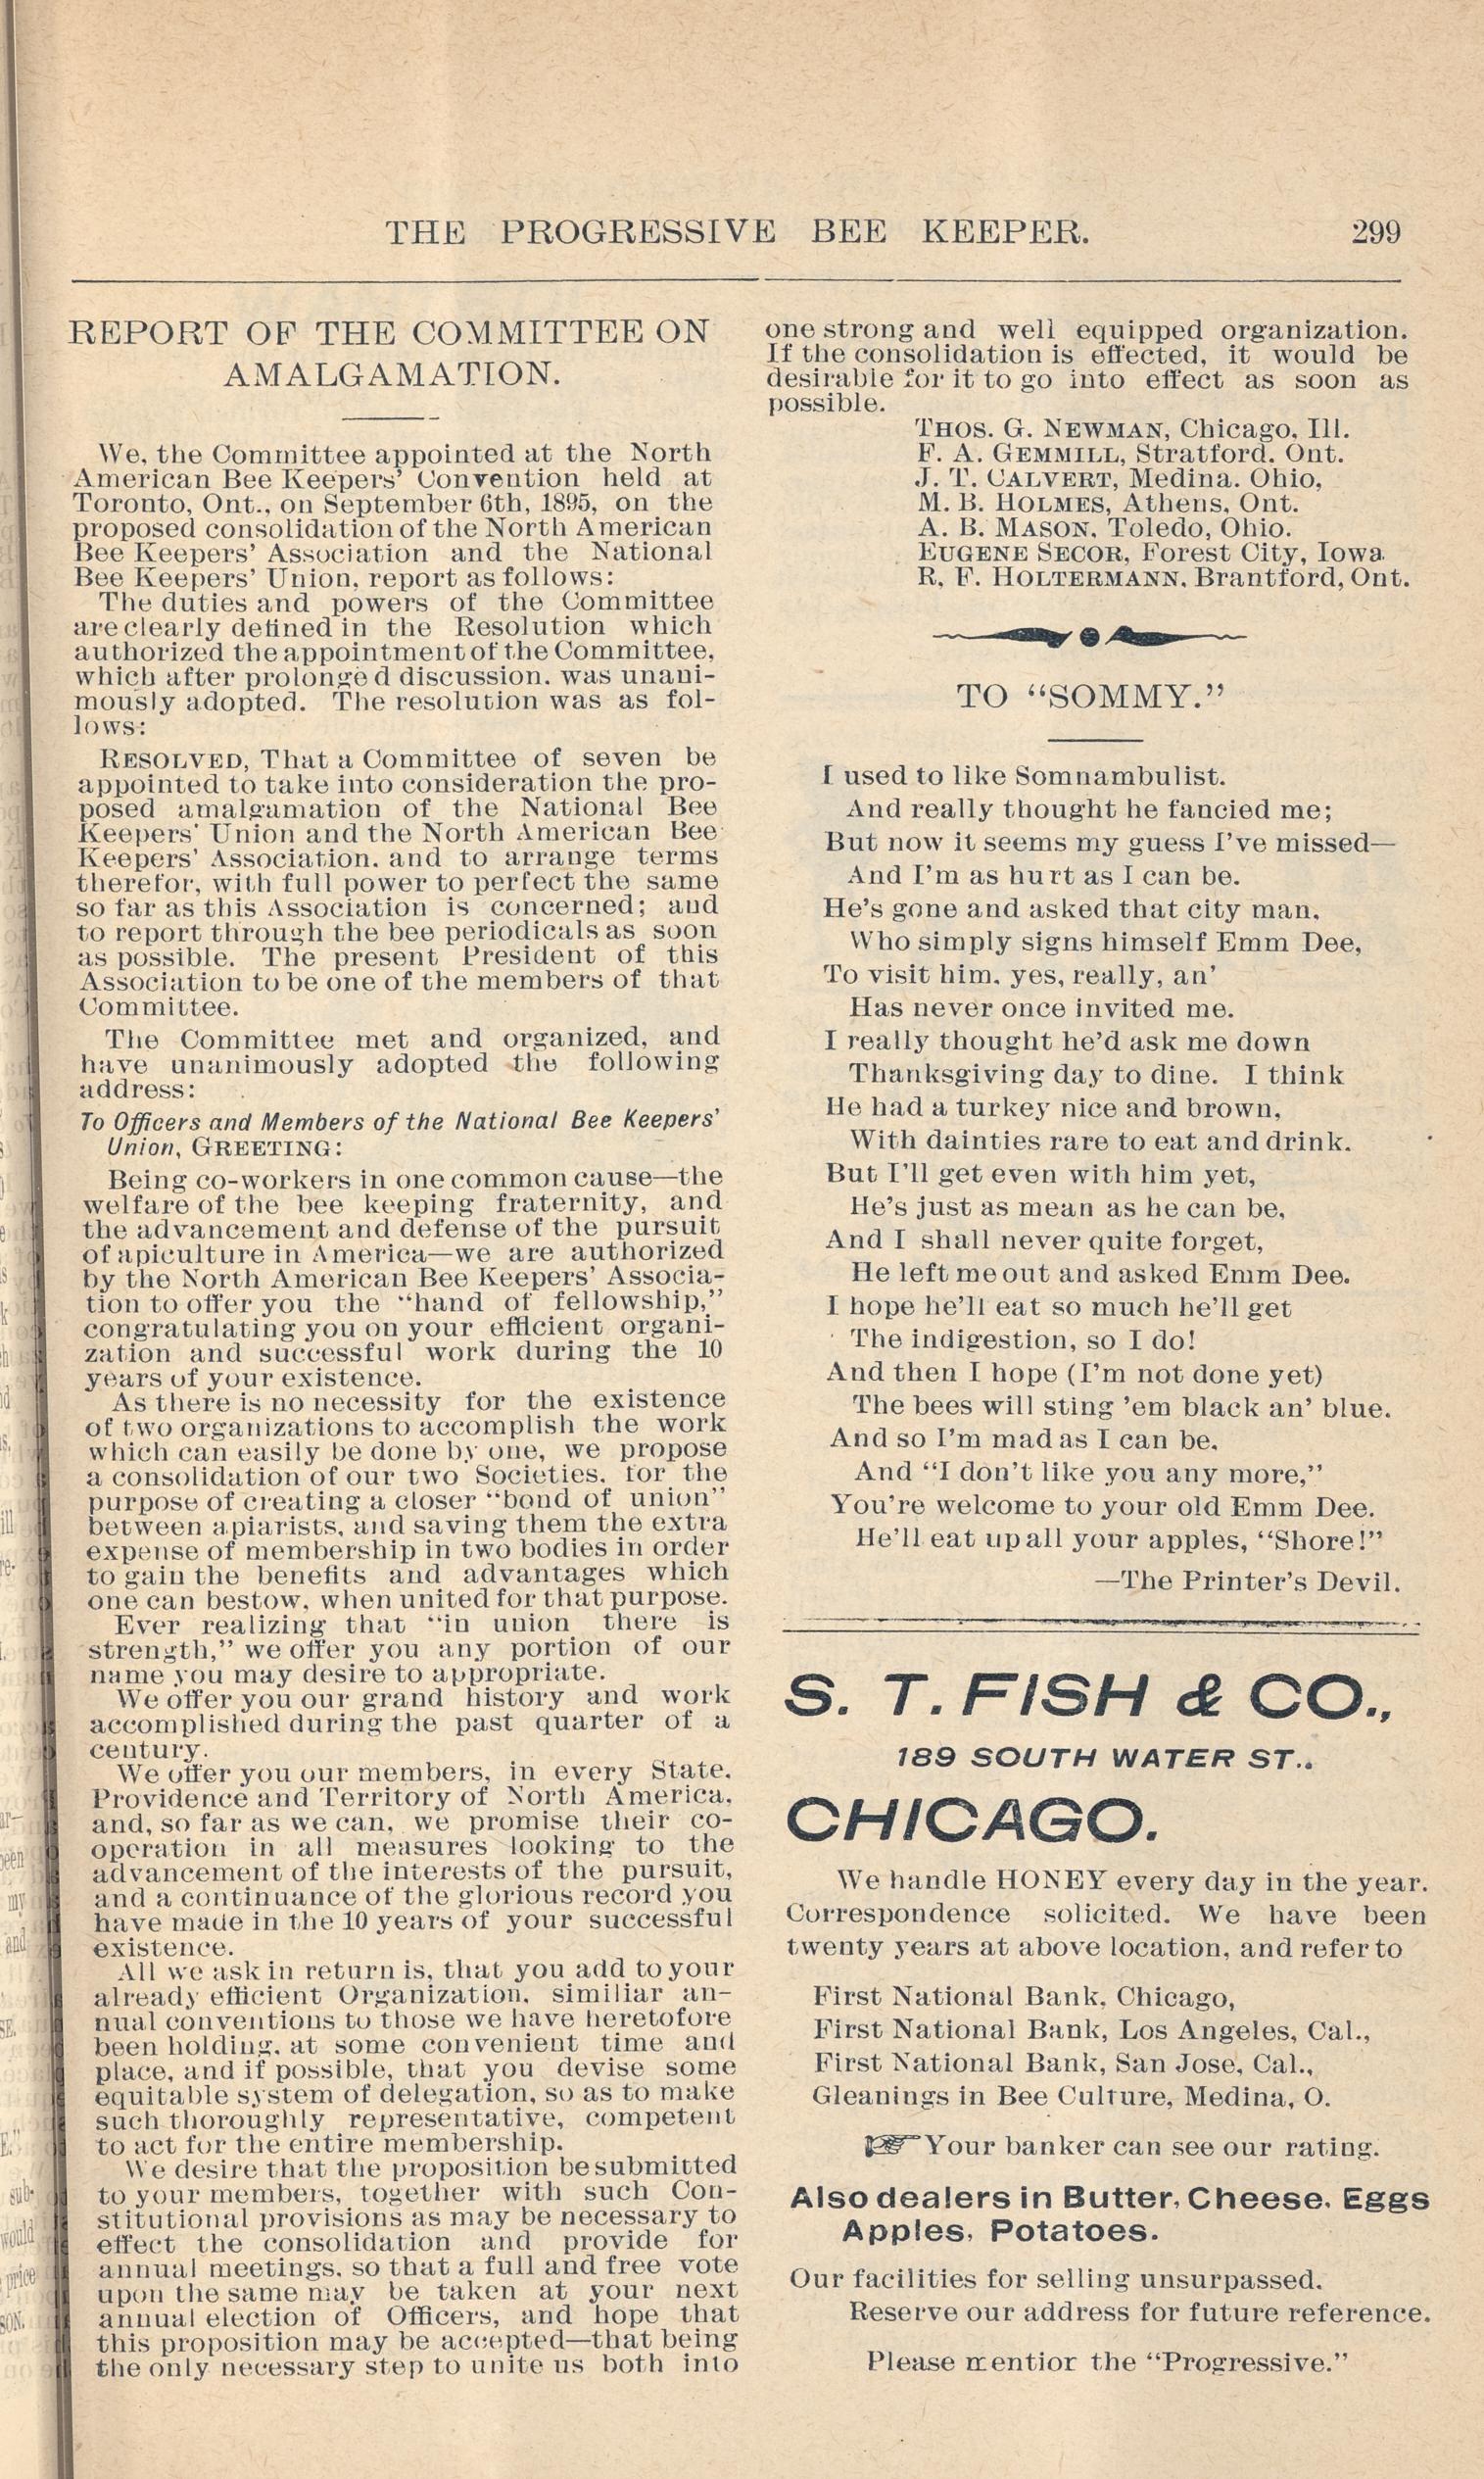 THE PROGRESSIVE BEE KEEPER. 299
REPORT OF THE COMMITTEE ON
AMALGAMATION.
We, the Committee appointed at the North
American Bee Keepers' Convention held at
Toronto, Ont., on September 6th, 1895, on the
proposed consolidation of the North American
Bee Keepers' Association and the National
Bee Keepers' Union, report as follows:
The duties and powers of the Committee
are clearly defined in the Resolution which
authorized the appointment of the Committee,
which after prolonged discussion, was unani-
mously adopted. The resolution was as fol-
lows:
RESOLVED, That a Committee of seven be
appointed to take into consideration the pro-
posed amalgamation of the National Bee
Keepers' Union and the North American Bee
Keepers' Association, and to arrange terms
therefor, with full power to perfect the same
so far as this Association is concerned; and
to report through the bee periodicals as soon
as possible. The present President of this
Association to be one of the members of that
Committee.
The Committee met and organized, and
have unanimously adopted the following
address:
To Officers and Members of the National Bee Keepers'
Union, GREETING:
Being co-workers in one common cause—the
welfare of the bee keeping fraternity, and
the advancement and defense of the pursuit
of apiculture in America—we are authorized
by the North American Bee Keepers' Associa-
tion to offer you the "hand of fellowship,"
congratulating you on your efficient organi-
zation and successful work during the 10
years of your existence.
As there is no necessity for the existence
of two organizations to accomplish the work
which can easily be done by one, we propose
a consolidation of our two Societies, for the
purpose of creating a closer "bond of union"
between apiarists, and saving them the extra
expense of membership in two bodies in order
to gain the benefits and advantages which
one can bestow, when united for that purpose.
Ever realizing that "in union there is
strength," we offer you any portion of our
name you may desire to appropriate.
We offer you our grand history and work
accomplished during the past quarter of a
century.
We offer you our members, in every State,
Providence and Territory of North America,
and, so far as we can, we promise their co-
operation in all measures looking to the
advancement of the interests of the pursuit,
and a continuance of the glorious record you
have made in the 10 years of your successful
existence.
All we ask in return is, that you add to your
already efficient Organization, similiar an-
nual conventions to those we have heretofore
been holding, at some convenient time and
place, and if possible, that you devise some
equitable system of delegation, so as to make
such thoroughly representative, competent
to act for the entire membership.
We desire that the proposition be submitted
to your members, together with such Con-
stitutional provisions as may be necessary to
effect the consolidation and provide for
annual meetings, so that a full and free vote
upon the same may be taken at your next
annual election of Officers, and hope that
this proposition may be accepted—that being
the only necessary step to unite us both into
one strong and well equipped organization.
If the consolidation is effected, it would be
desirable for it to go into effect as soon as
possible.
THOS. G. NEWMAN, Chicago, Ill.
F. A. GEMMILL, Stratford, Ont.
J. T. CALVERT, Medina, Ohio,
M. B. HOLMES, Athens, Ont.
A. B. MASON, Toledo, Ohio.
EUGENE SECOR, Forest City, Iowa.
R. F. HOLTERMANN, Brantford, Ont.
TO "SOMMY."
I used to like Somnambulist.
And really thought he fancied me;
But now it seems my guess I've missed—
And I'm as hurt as I can be.
He's gone and asked that city man,
Who simply signs himself Emm Dee,
To visit him, yes, really, an'
Has never once invited me.
I really thought he'd ask me down
Thanksgiving day to dine. I think
He had a turkey nice and brown,
With dainties rare to eat and drink.
But I'll get even with him yet,
He's just as mean as he can be,
And I shall never quite forget,
He left me out and asked Emm Dee.
I hope he'll eat so much he'll get
The indigestion, so I do!
And then I hope (I'm not done yet)
The bees will sting 'em black an' blue.
And so I'm mad as I can be,
And "I don't like you any more,"
You're welcome to your old Emm Dee.
He'll eat up all your apples, "Shore!"
—The Printer's Devil.
S. T. FISH & CO.,
189 SOUTH WATER ST.,
CHICAGO.
We handle HONEY every day in the year.
Correspondence solicited. We have been
twenty years at above location, and refer to
First National Bank, Chicago,
First National Bank, Los Angeles, Cal.,
First National Bank, San Jose, Cal.,
Gleanings in Bee Culture, Medina, O.
☞ Your banker can see our rating.
Also dealers in Butter, Cheese, Eggs
Apples, Potatoes.
Our facilities for selling unsurpassed.
Reserve our address for future reference.
Please mention the "Progressive."